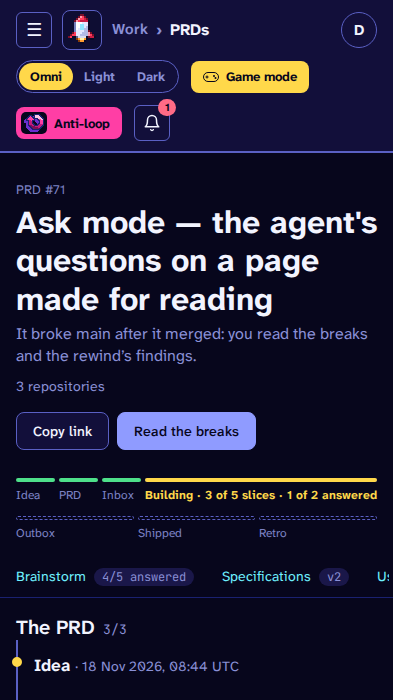 ☰ Work › PRDs D
Omni Light Dark Game mode
Anti-loop 1
PRD #71
Ask mode — the agent's
questions on a page
made for reading
It broke main after it merged: you read the breaks
and the rewind's findings.
3 repositories
Copy link Read the breaks
Idea PRD Inbox Building · 3 of 5 slices · 1 of 2 answered
Outbox Shipped Retro
Brainstorm 4/5 answered Specifications v2
The PRD 3/3
Idea · 18 Nov 2026, 08:44 UTC